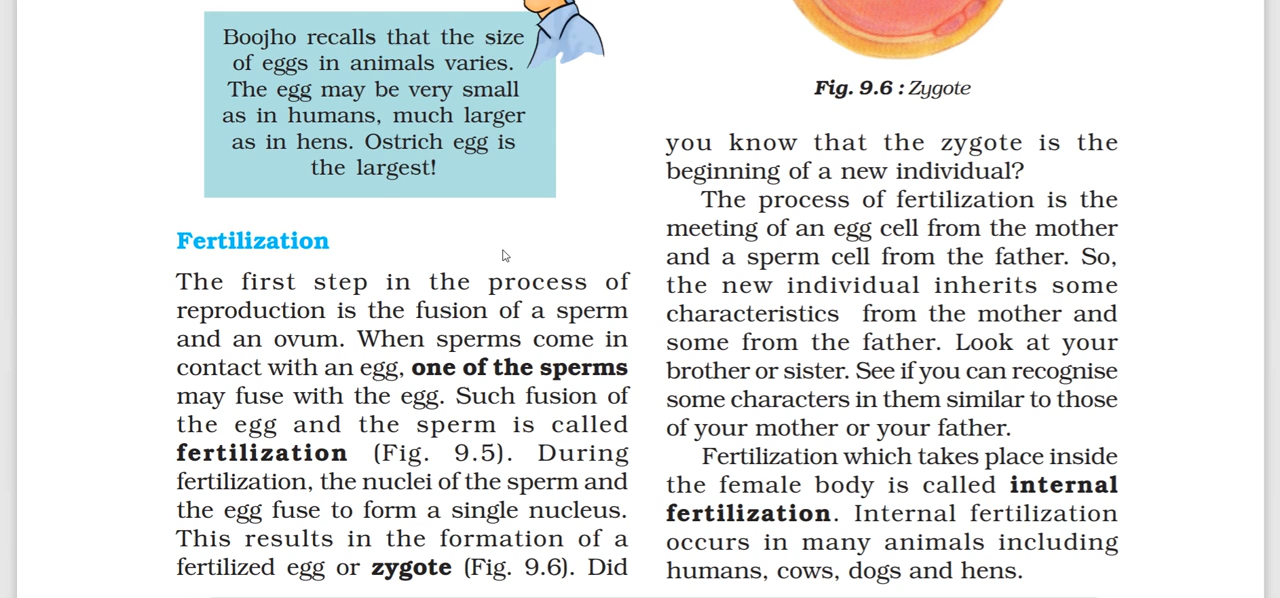 Boojho recalls that the size
of eggs in animals varies.
The egg may be very small
as in humans, much larger
as in hens. Ostrich egg is
the largest!
Fertilization
The first step in the process of
reproduction is the fusion of a sperm
and an ovum. When sperms come in
contact with an egg, one of the sperms
may fuse with the egg. Such fusion of
the egg and the sperm is called
fertilization (Fig. 9.5). During
fertilization, the nuclei of the sperm and
the egg fuse to form a single nucleus.
This results in the formation of a
fertilized egg or zygote (Fig. 9.6). Did
Fig. 9.6 : Zygote
you know that the zygote is the
beginning of a new individual?
The process of fertilization is the
meeting of an egg cell from the mother
and a sperm cell from the father. So,
the new individual inherits some
characteristics from the mother and
some from the father. Look at your
brother or sister. See if you can recognise
some characters in them similar to those
of your mother or your father.
Fertilization which takes place inside
the female body is called internal
fertilization. Internal fertilization
occurs in many animals including
humans, cows, dogs and hens.